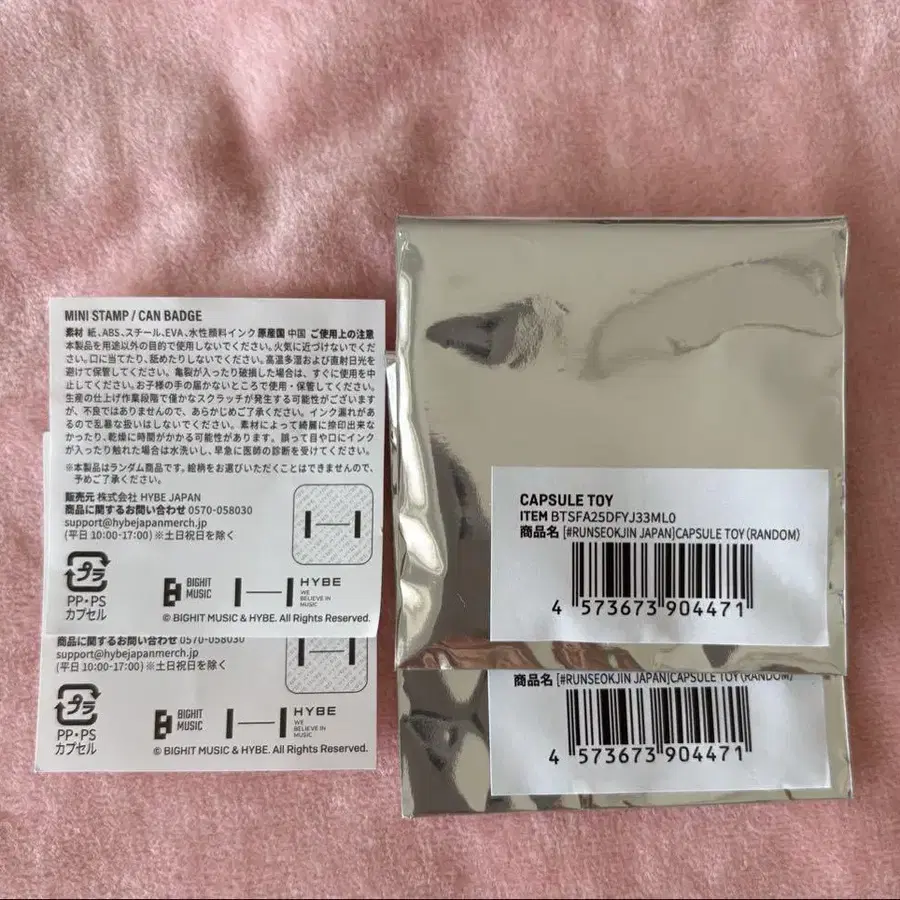 MINI STAMP / CAN BADGE
素材 紙、ABS、スチール、EVA、水性顔料インク 原産国 中国 ご使用上の注意
本製品を用途以外の目的で使用しないでください。火気に近づけないでくだ
さい。口に当てたり、舐めたりしないでください。高温多湿および直射日光を
避けて保管してください。亀裂が入ったり破損した場合は、すぐに使用を中
止してください。お子様の手の届かないところで使用・保管してください。
生産の仕上げ作業段階で僅かなスクラッチが発生する可能性がございます
が、不良ではありませんので、あらかじめご了承ください。インク漏れがあ
るので乱暴な扱いはしないでください。素材によって綺麗に捺印出来な
かったり、乾燥に時間がかかる可能性があります。誤って目や口にインク
が入ったり触れた場合は水洗いし、早急に医師の診断を受けてください。
※本製品はランダム商品です。絵柄をお選びいただくことはできませんので、
予めご了承ください。
販売元 株式会社 HYBE JAPAN
商品に関するお問い合わせ 0570-058030
support@hybejapanmerch.jp
(平日 10:00-17:00) ※土日祝日を除く
プラ
PP・PS
カプセル
BIGHIT
MUSIC
HYBE
WE
BELIEVE IN
MUSIC
© BIGHIT MUSIC & HYBE. All Rights Reserved.
商品に関するお問い合わせ 0570-058030
support@hybejapanmerch.jp
(平日 10:00-17:00) ※土日祝日を除く
プラ
PP・PS
カプセル
BIGHIT
MUSIC
HYBE
WE
BELIEVE IN
MUSIC
© BIGHIT MUSIC & HYBE. All Rights Reserved.
CAPSULE TOY
ITEM BTSFA25DFYJ33ML0
商品名 [#RUNSEOKJIN JAPAN]CAPSULE TOY (RANDOM)
4 573673 904471
商品名 [#RUNSEOKJIN JAPAN]CAPSULE TOY (RANDOM)
4 573673 904471